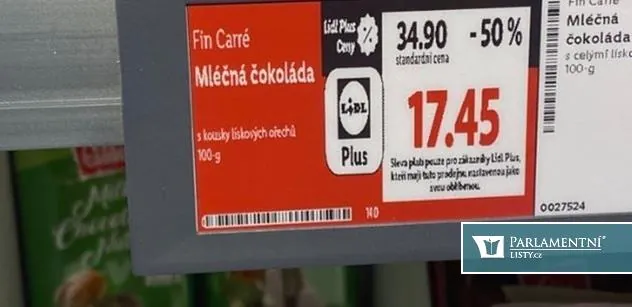 Fin Carré
Mléčná čokoláda
s kousky lískových ořechů
100-g
Lidl Plus
Ceny
%
LIDL
Plus
34.90 -50%
standardní cena
17.45
Sleva platí pouze pro zákazníky Lidl Plus,
kteří mají tuto prodejnu nastavenou jako
svou oblíbenou.
140
Fin Carré
Mléčná
čokoláda
s celými
100-g
0027524
PARLAMENTNÍ
LISTY.cz